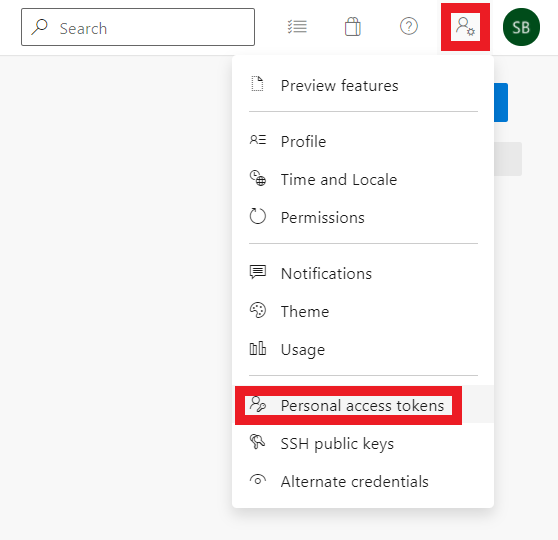 Search
SB
Preview features
Profile
Time and Locale
Permissions
Notifications
Theme
Usage
Personal access tokens
SSH public keys
Alternate credentials